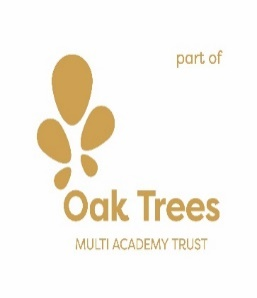 part of
Oak Trees
MULTI ACADEMY TRUST